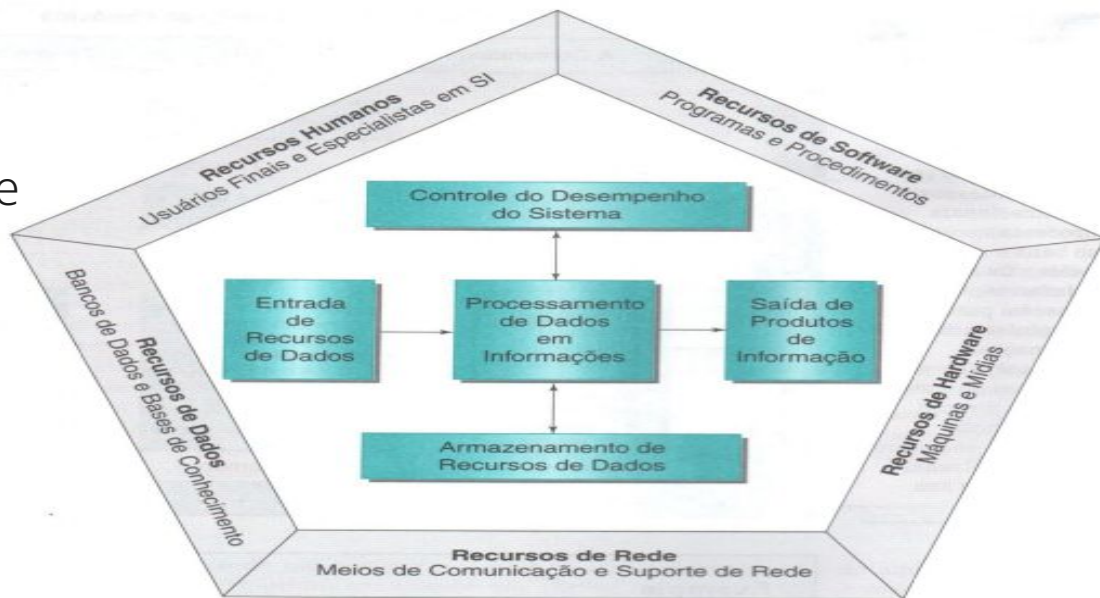 Recursos Humanos
Usuários Finais e Especialistas em SI
Recursos de Software
Programas e Procedimentos
e
Controle do Desempenho
do Sistema
Entrada
de
Recursos
de Dados
Processamento
de Dados
em
Informações
Saída de
Produtos
de
Informação
Armazenamento de
Recursos de Dados
Recursos de Dados
Bancos de Dados e Bases de Conhecimento
Recursos de Hardware
Máquinas e Mídias
Recursos de Rede
Meios de Comunicação e Suporte de Rede